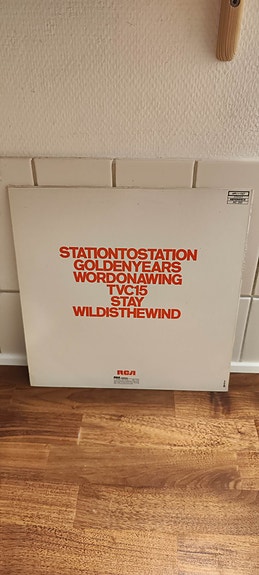 STATIONTOSTATION
GOLDENYEARS
WORDONAWING
TVC15
STAY
WILDISTHEWIND
RCA